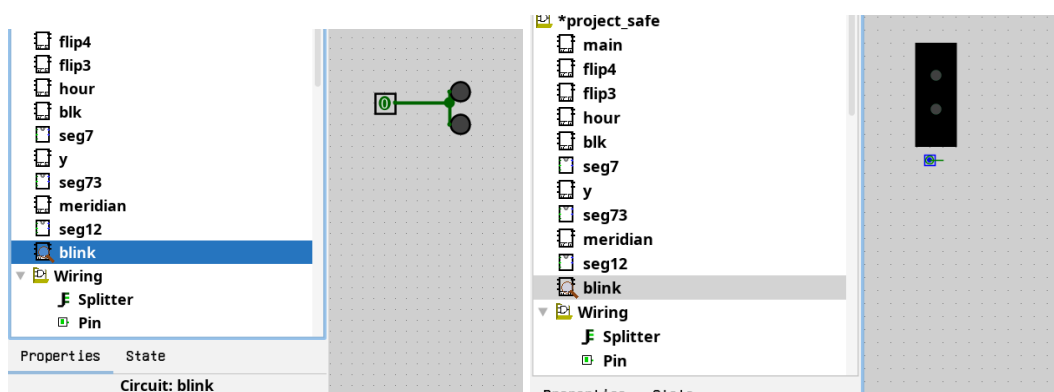 flip4
flip3
hour
blk
seg7
y
seg73
meridian
seg12
blink
Wiring
Splitter
Pin
Properties State
Circuit: blink
0
*project_safe
main
flip4
flip3
hour
blk
seg7
y
seg73
meridian
seg12
blink
Wiring
Splitter
Pin